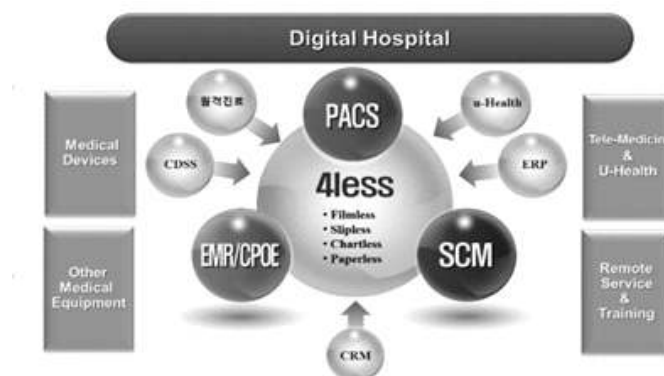 Digital Hospital
원격진료
PACS
u-Health
Medical
Devices
CDSS
4less
• Filmless
• Slipless
• Chartless
• Paperless
ERP
Tele-Medicin
&
U-Health
EMR/CPOE
SCM
Other
Medical
Equipment
Remote
Service
&
Training
CRM